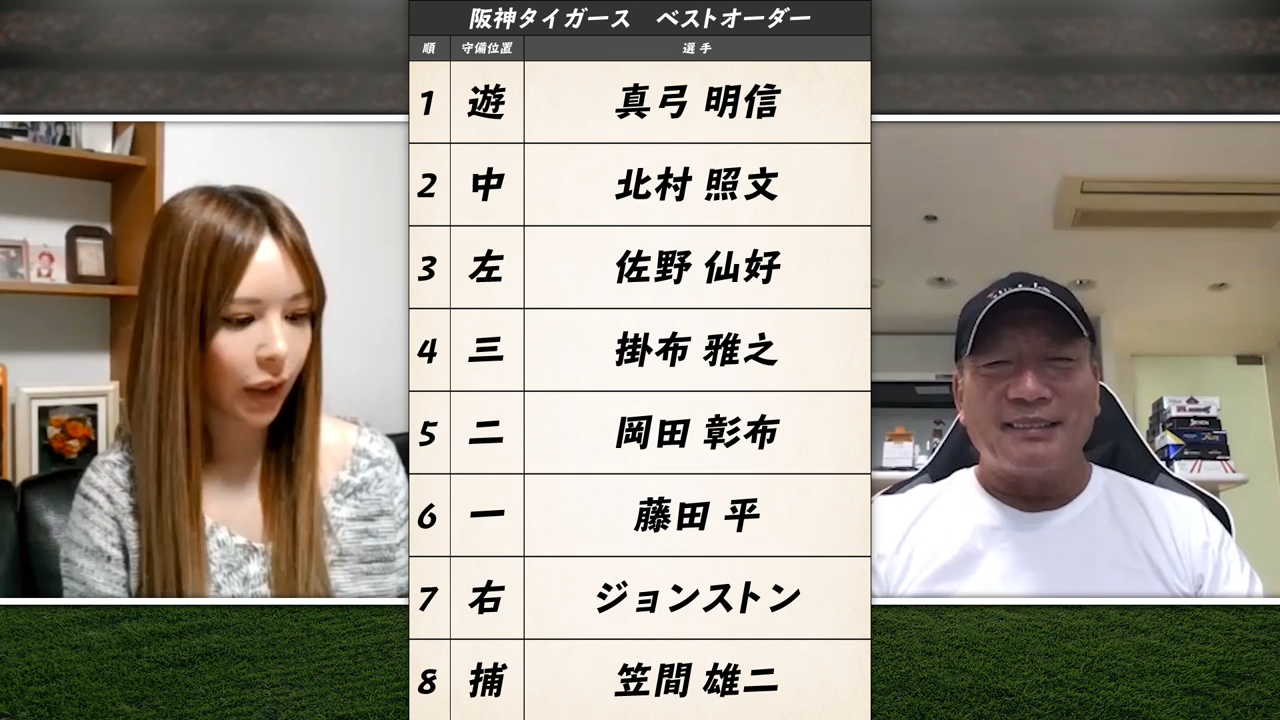 阪神タイガース　ベストオーダー
順 守備位置 選手
1 遊 真弓 明信
2 中 北村 照文
3 左 佐野 仙好
4 三 掛布 雅之
5 二 岡田 彰布
6 一 藤田 平
7 右 ジョンストン
8 捕 笠間 雄二